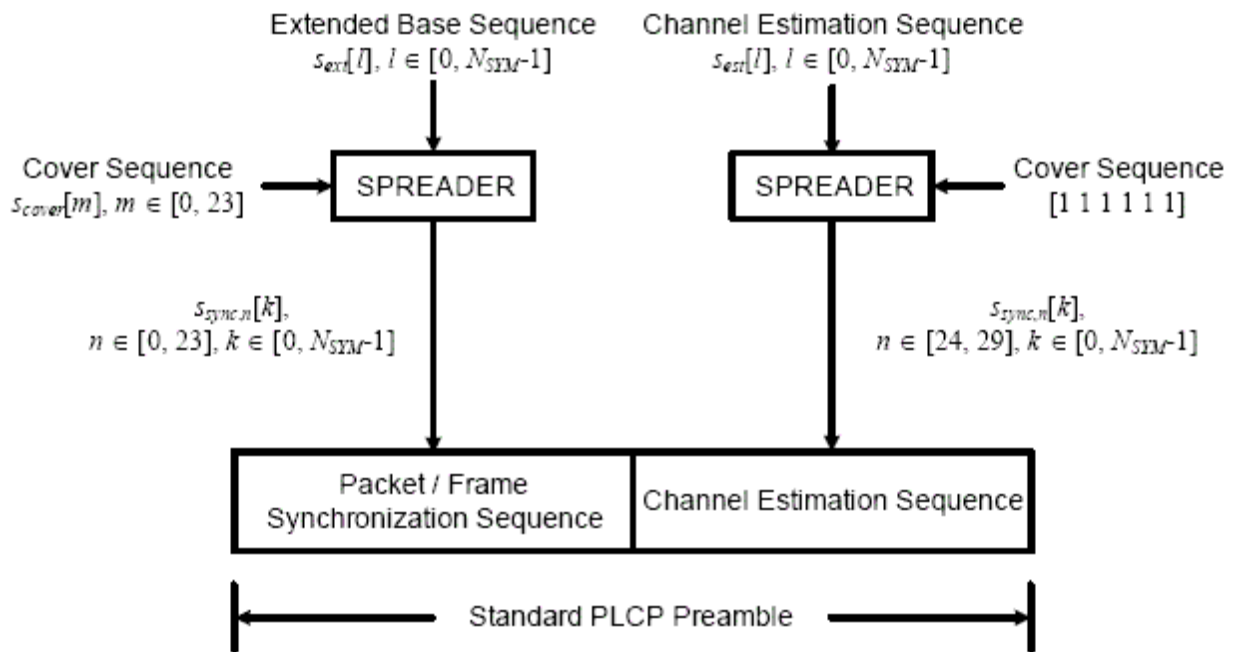 Extended Base Sequence
s_ext[l], l ∈ [0, N_SYM-1]
Channel Estimation Sequence
s_est[l], l ∈ [0, N_SYM-1]
Cover Sequence
s_cover[m], m ∈ [0, 23]
SPREADER
SPREADER
Cover Sequence
[1 1 1 1 1 1]
s_sync,n[k],
n ∈ [0, 23], k ∈ [0, N_SYM-1]
s_sync,n[k],
n ∈ [24, 29], k ∈ [0, N_SYM-1]
Packet / Frame
Synchronization Sequence
Channel Estimation Sequence
Standard PLCP Preamble